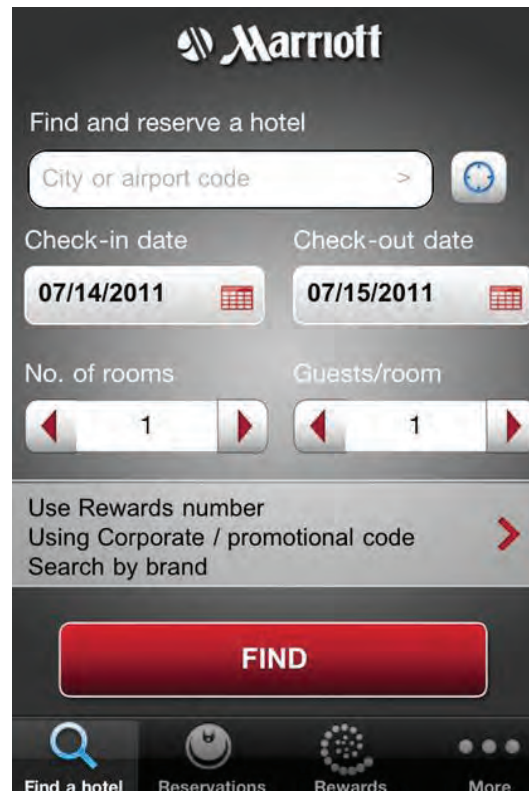 Marriott
Find and reserve a hotel
City or airport code >
Check-in date Check-out date
07/14/2011 07/15/2011
No. of rooms Guests/room
1 1
Use Rewards number
Using Corporate / promotional code
Search by brand
FIND
Find a hotel Reservations Rewards More